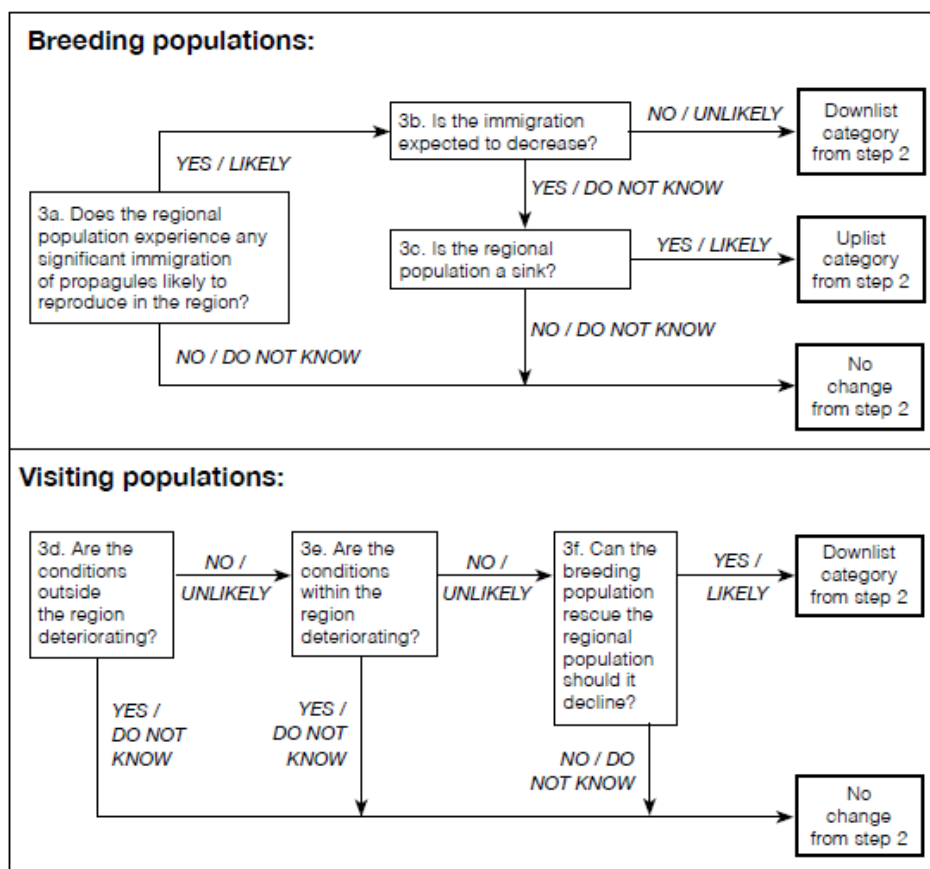 Breeding populations:
3b. Is the immigration
expected to decrease?
NO / UNLIKELY
Downlist
category
from step 2
YES / LIKELY
YES / DO NOT KNOW
3a. Does the regional
population experience any
significant immigration
of propagules likely to
reproduce in the region?
3c. Is the regional
population a sink?
YES / LIKELY
Uplist
category
from step 2
NO / DO NOT KNOW
NO / DO NOT KNOW
No
change
from step 2
Visiting populations:
3d. Are the
conditions
outside
the region
deteriorating?
NO /
UNLIKELY
3e. Are the
conditions
within the
region
deteriorating?
NO /
UNLIKELY
3f. Can the
breeding
population
rescue the
regional
population
should it
decline?
YES /
LIKELY
Downlist
category
from step 2
YES /
DO NOT
KNOW
YES /
DO NOT
KNOW
NO / DO
NOT KNOW
No
change
from step 2